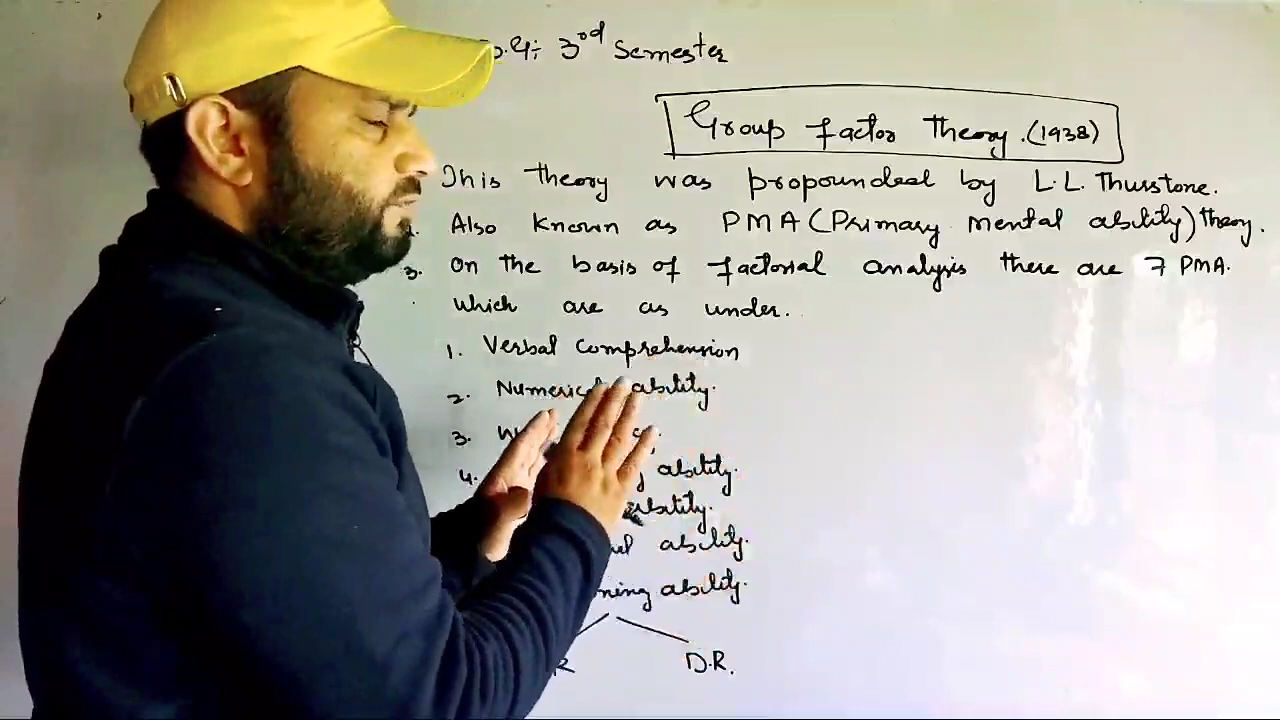 3rd Semester
Group factor Theory. (1938)
This theory was propounded by L.L. Thurstone.
Also known as PMA (Primary Mental ability) theory.
3. On the basis of factorial analysis there are 7 PMA.
which are as under.
1. Verbal comprehension
2. ability.
3.
4. ability.
ability.
ability.
ability.
D.R.